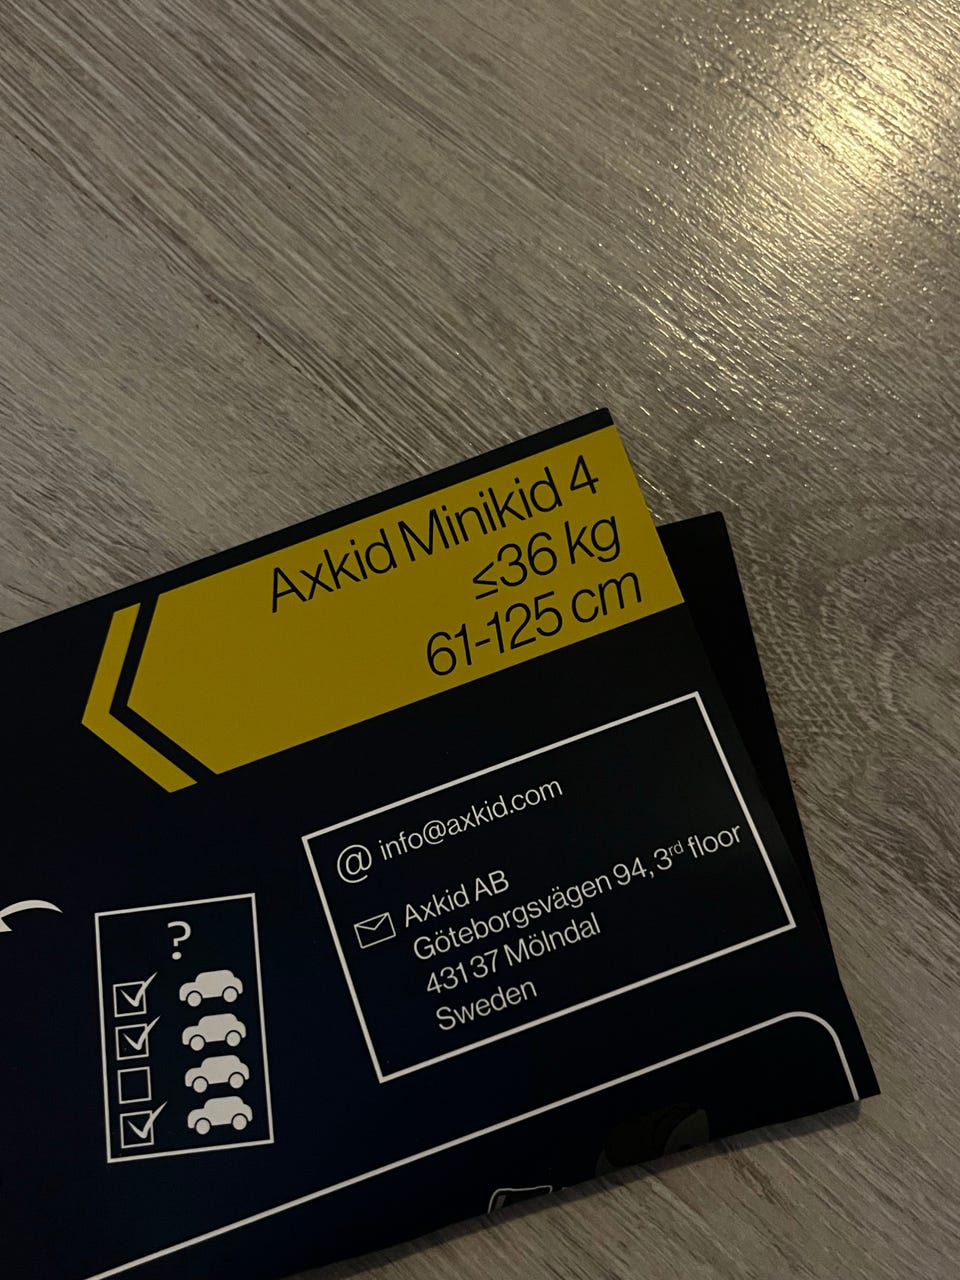 Axkid Minikid 4
≤36 kg
61-125 cm
@ info@axkid.com
Axkid AB
Göteborgsvägen 94, 3rd floor
431 37 Mölndal
Sweden
?